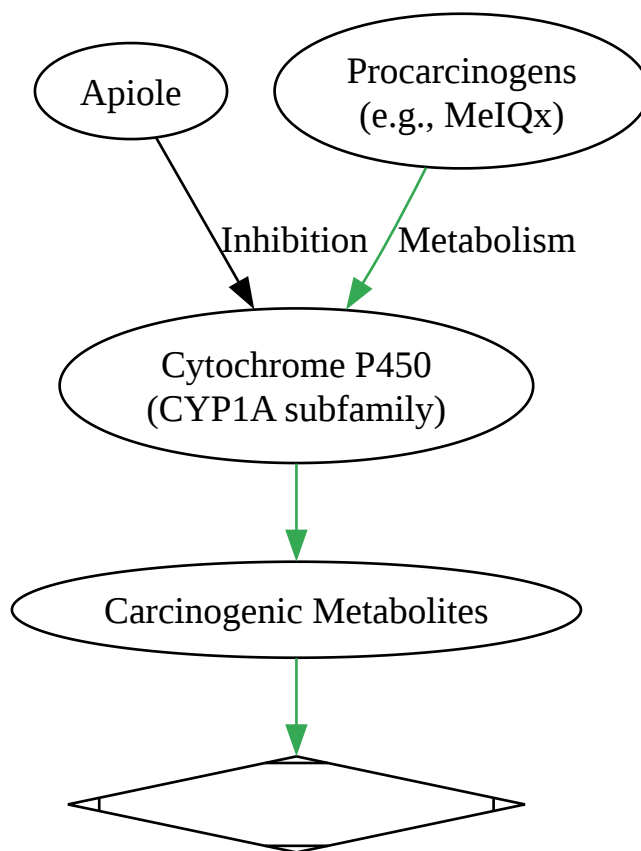 Apiole
Procarcinogens
(e.g., MeIQx)
Inhibition
Metabolism
Cytochrome P450
(CYP1A subfamily)
Carcinogenic Metabolites